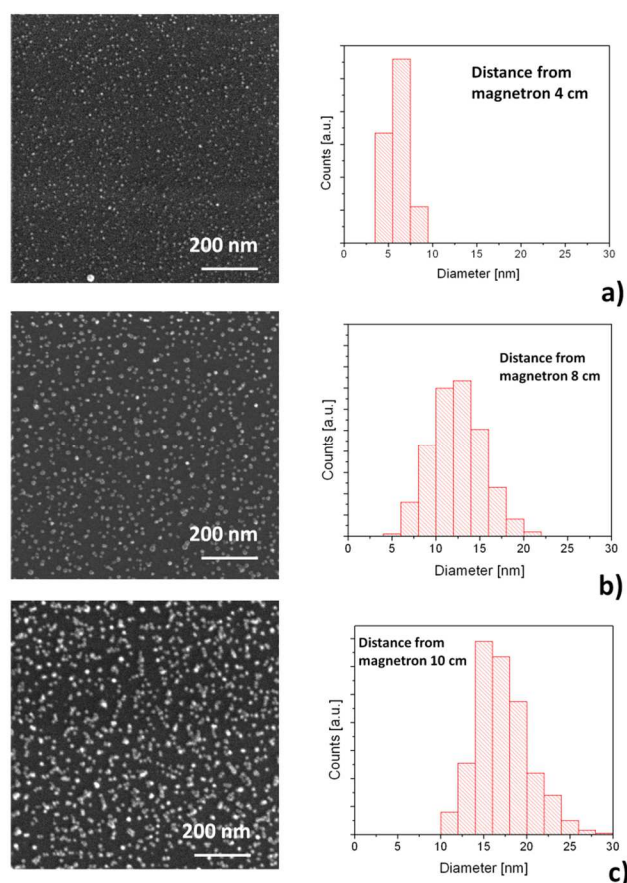 200 nm
Counts [a.u.]
Distance from
magnetron 4 cm
0 5 10 15 20 25 30
Diameter [nm]
a)
200 nm
Counts [a.u.]
Distance from
magnetron 8 cm
0 5 10 15 20 25 30
Diameter [nm]
b)
200 nm
Counts [a.u.]
Distance from
magnetron 10 cm
0 5 10 15 20 25 30
Diameter [nm]
c)